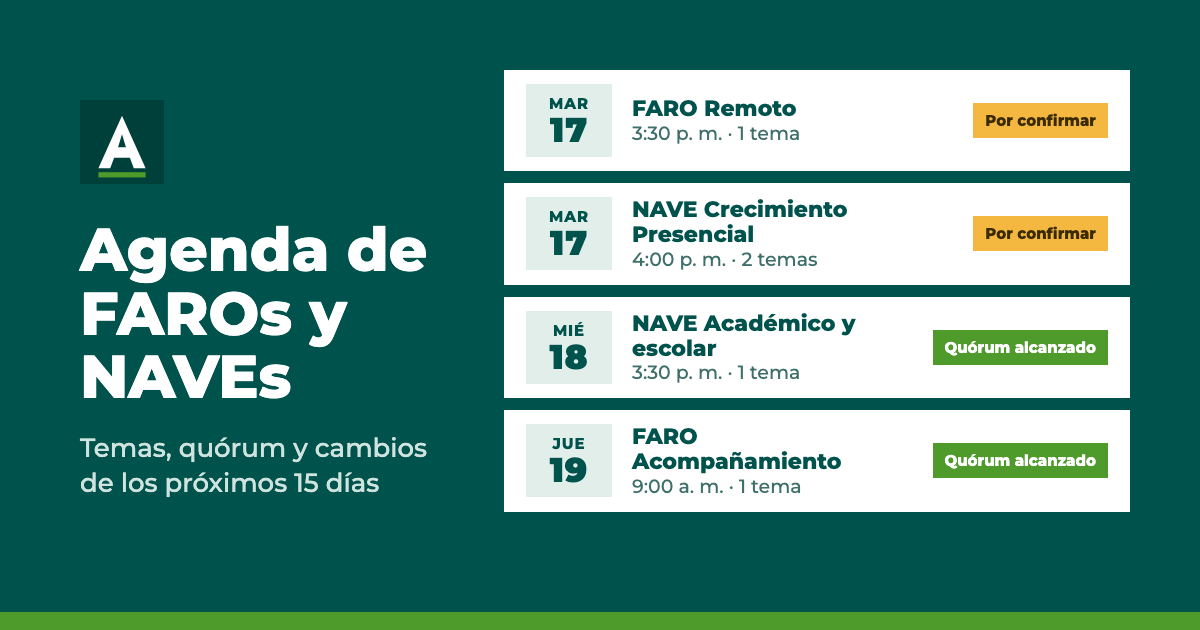 A
Agenda de
FAROs y
NAVEs
Temas, quórum y cambios
de los próximos 15 días
MAR
17
FARO Remoto
3:30 p. m. · 1 tema
Por confirmar
MAR
17
NAVE Crecimiento
Presencial
4:00 p. m. · 2 temas
Por confirmar
MIÉ
18
NAVE Académico y
escolar
3:30 p. m. · 1 tema
Quórum alcanzado
JUE
19
FARO
Acompañamiento
9:00 a. m. · 1 tema
Quórum alcanzado